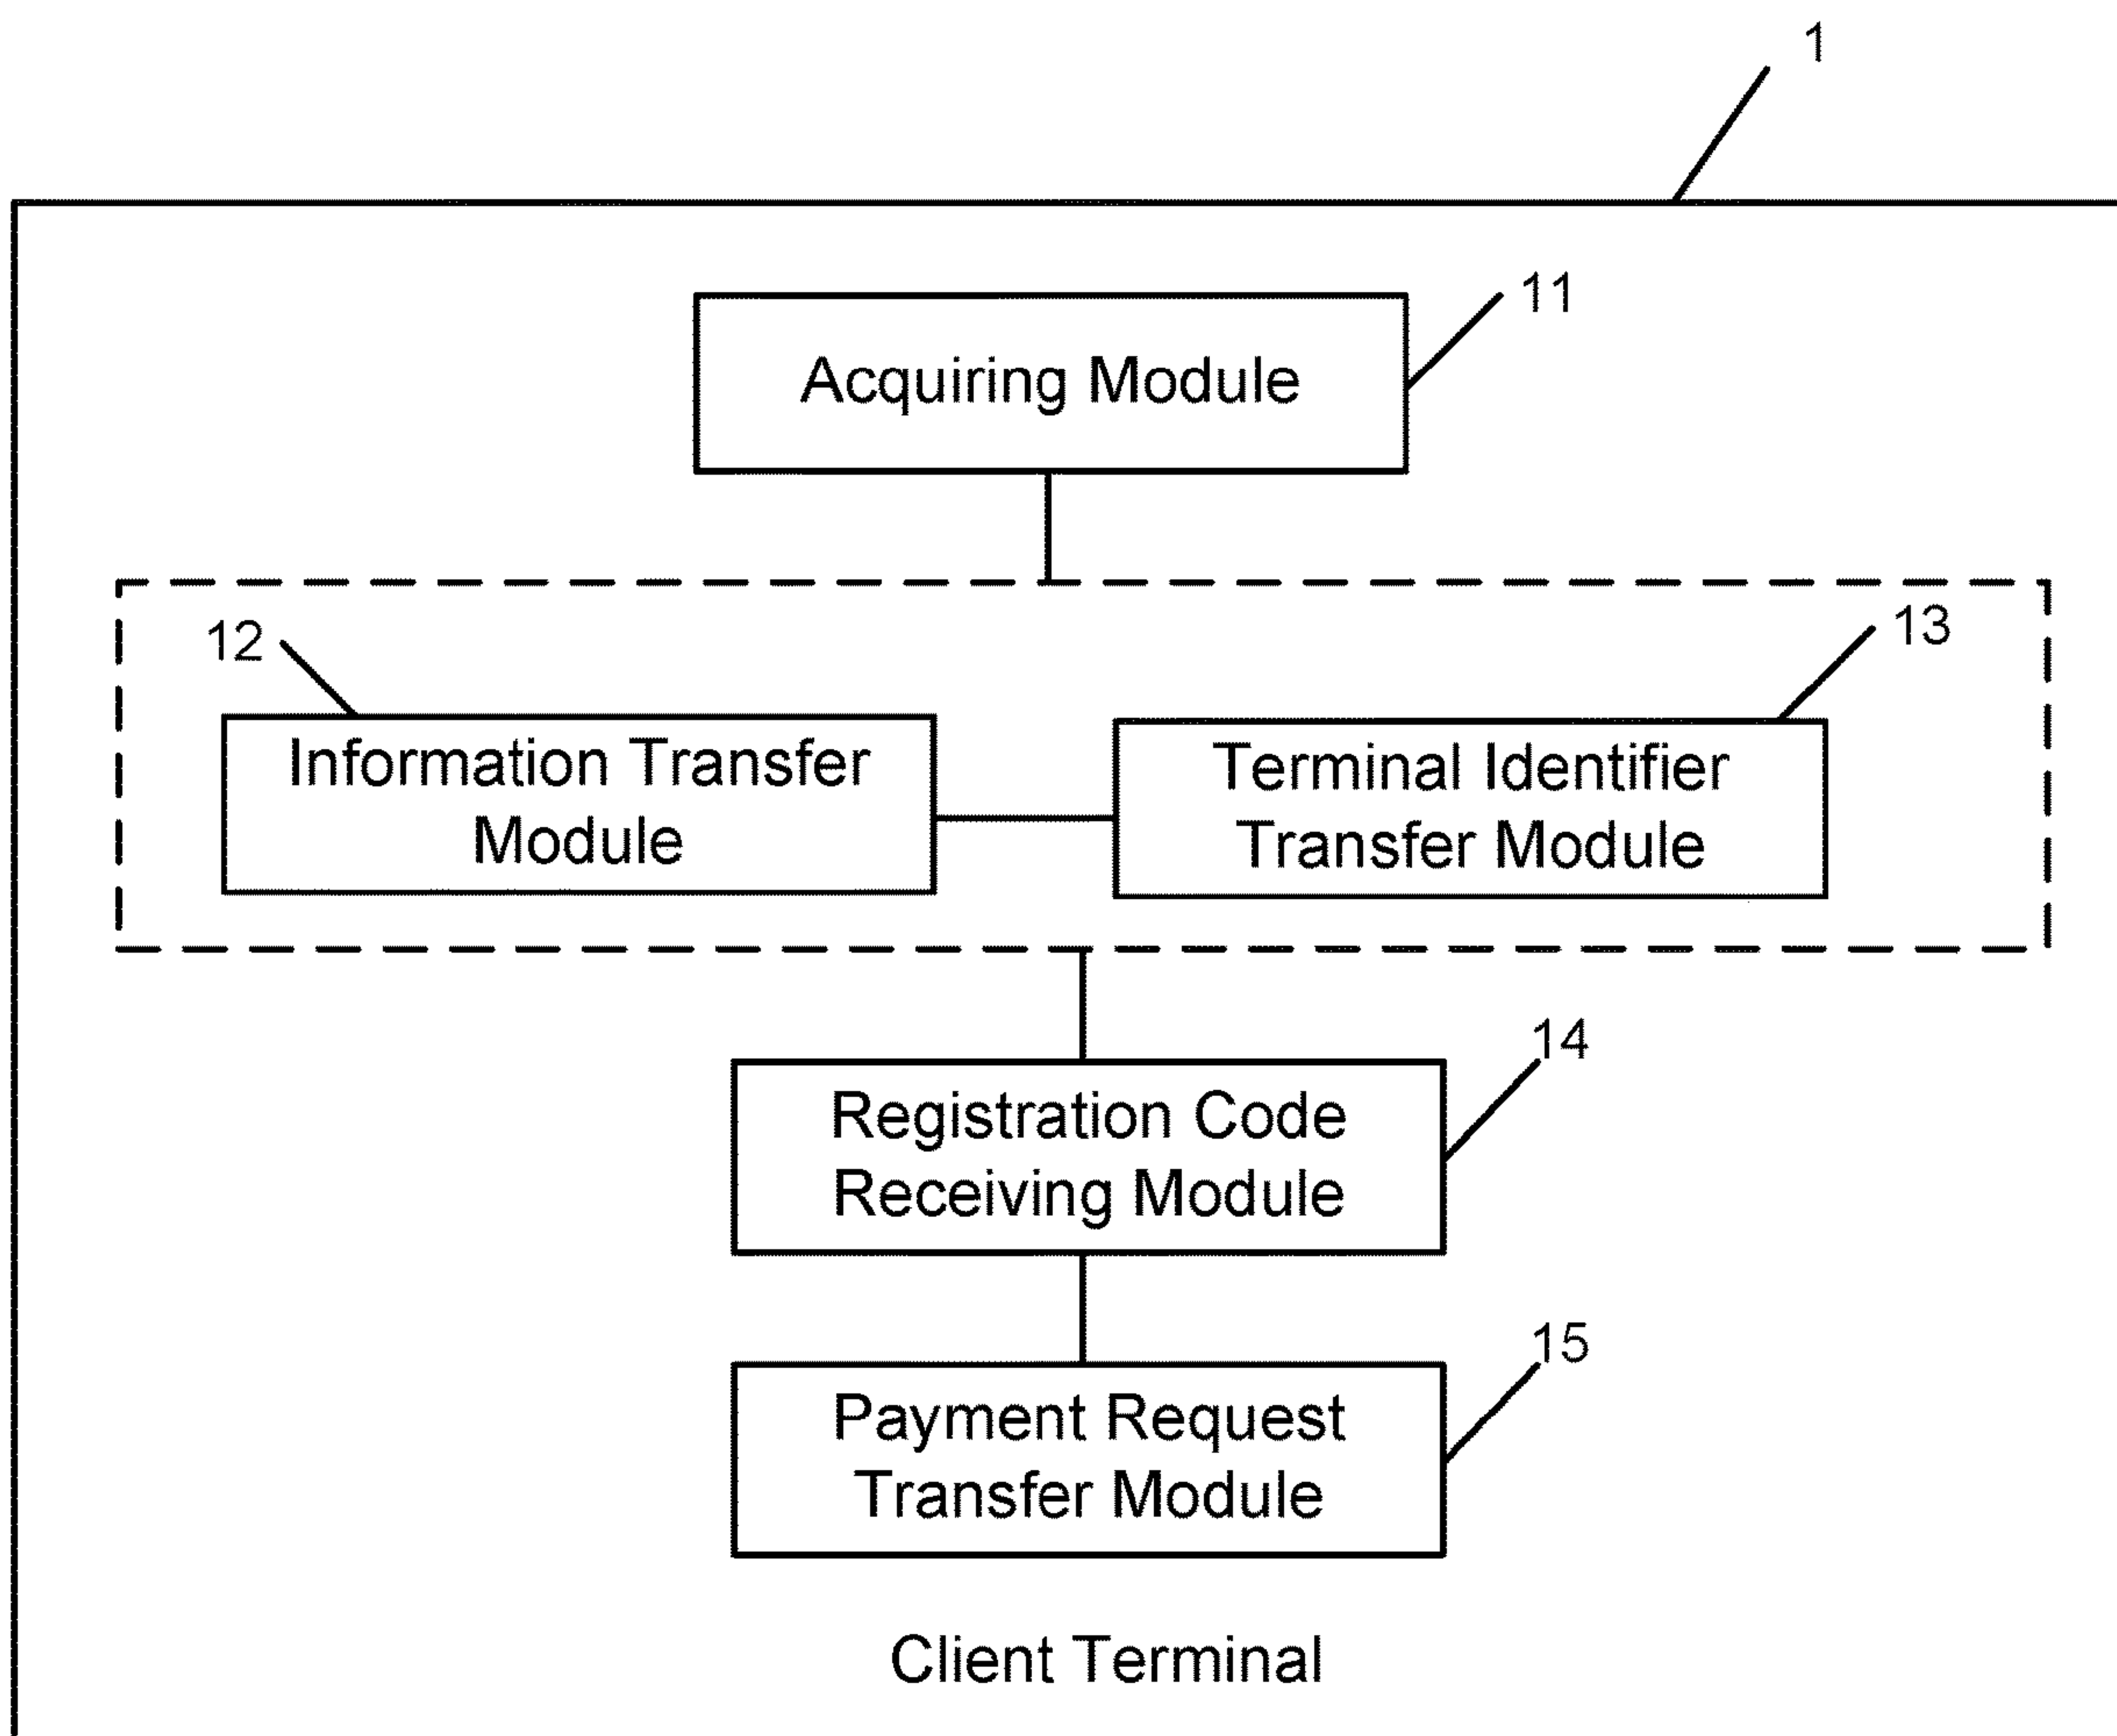 1
11
Acquiring Module
12
13
Information Transfer
Module
Terminal Identifier
Transfer Module
14
Registration Code
Receiving Module
15
Payment Request
Transfer Module
Client Terminal